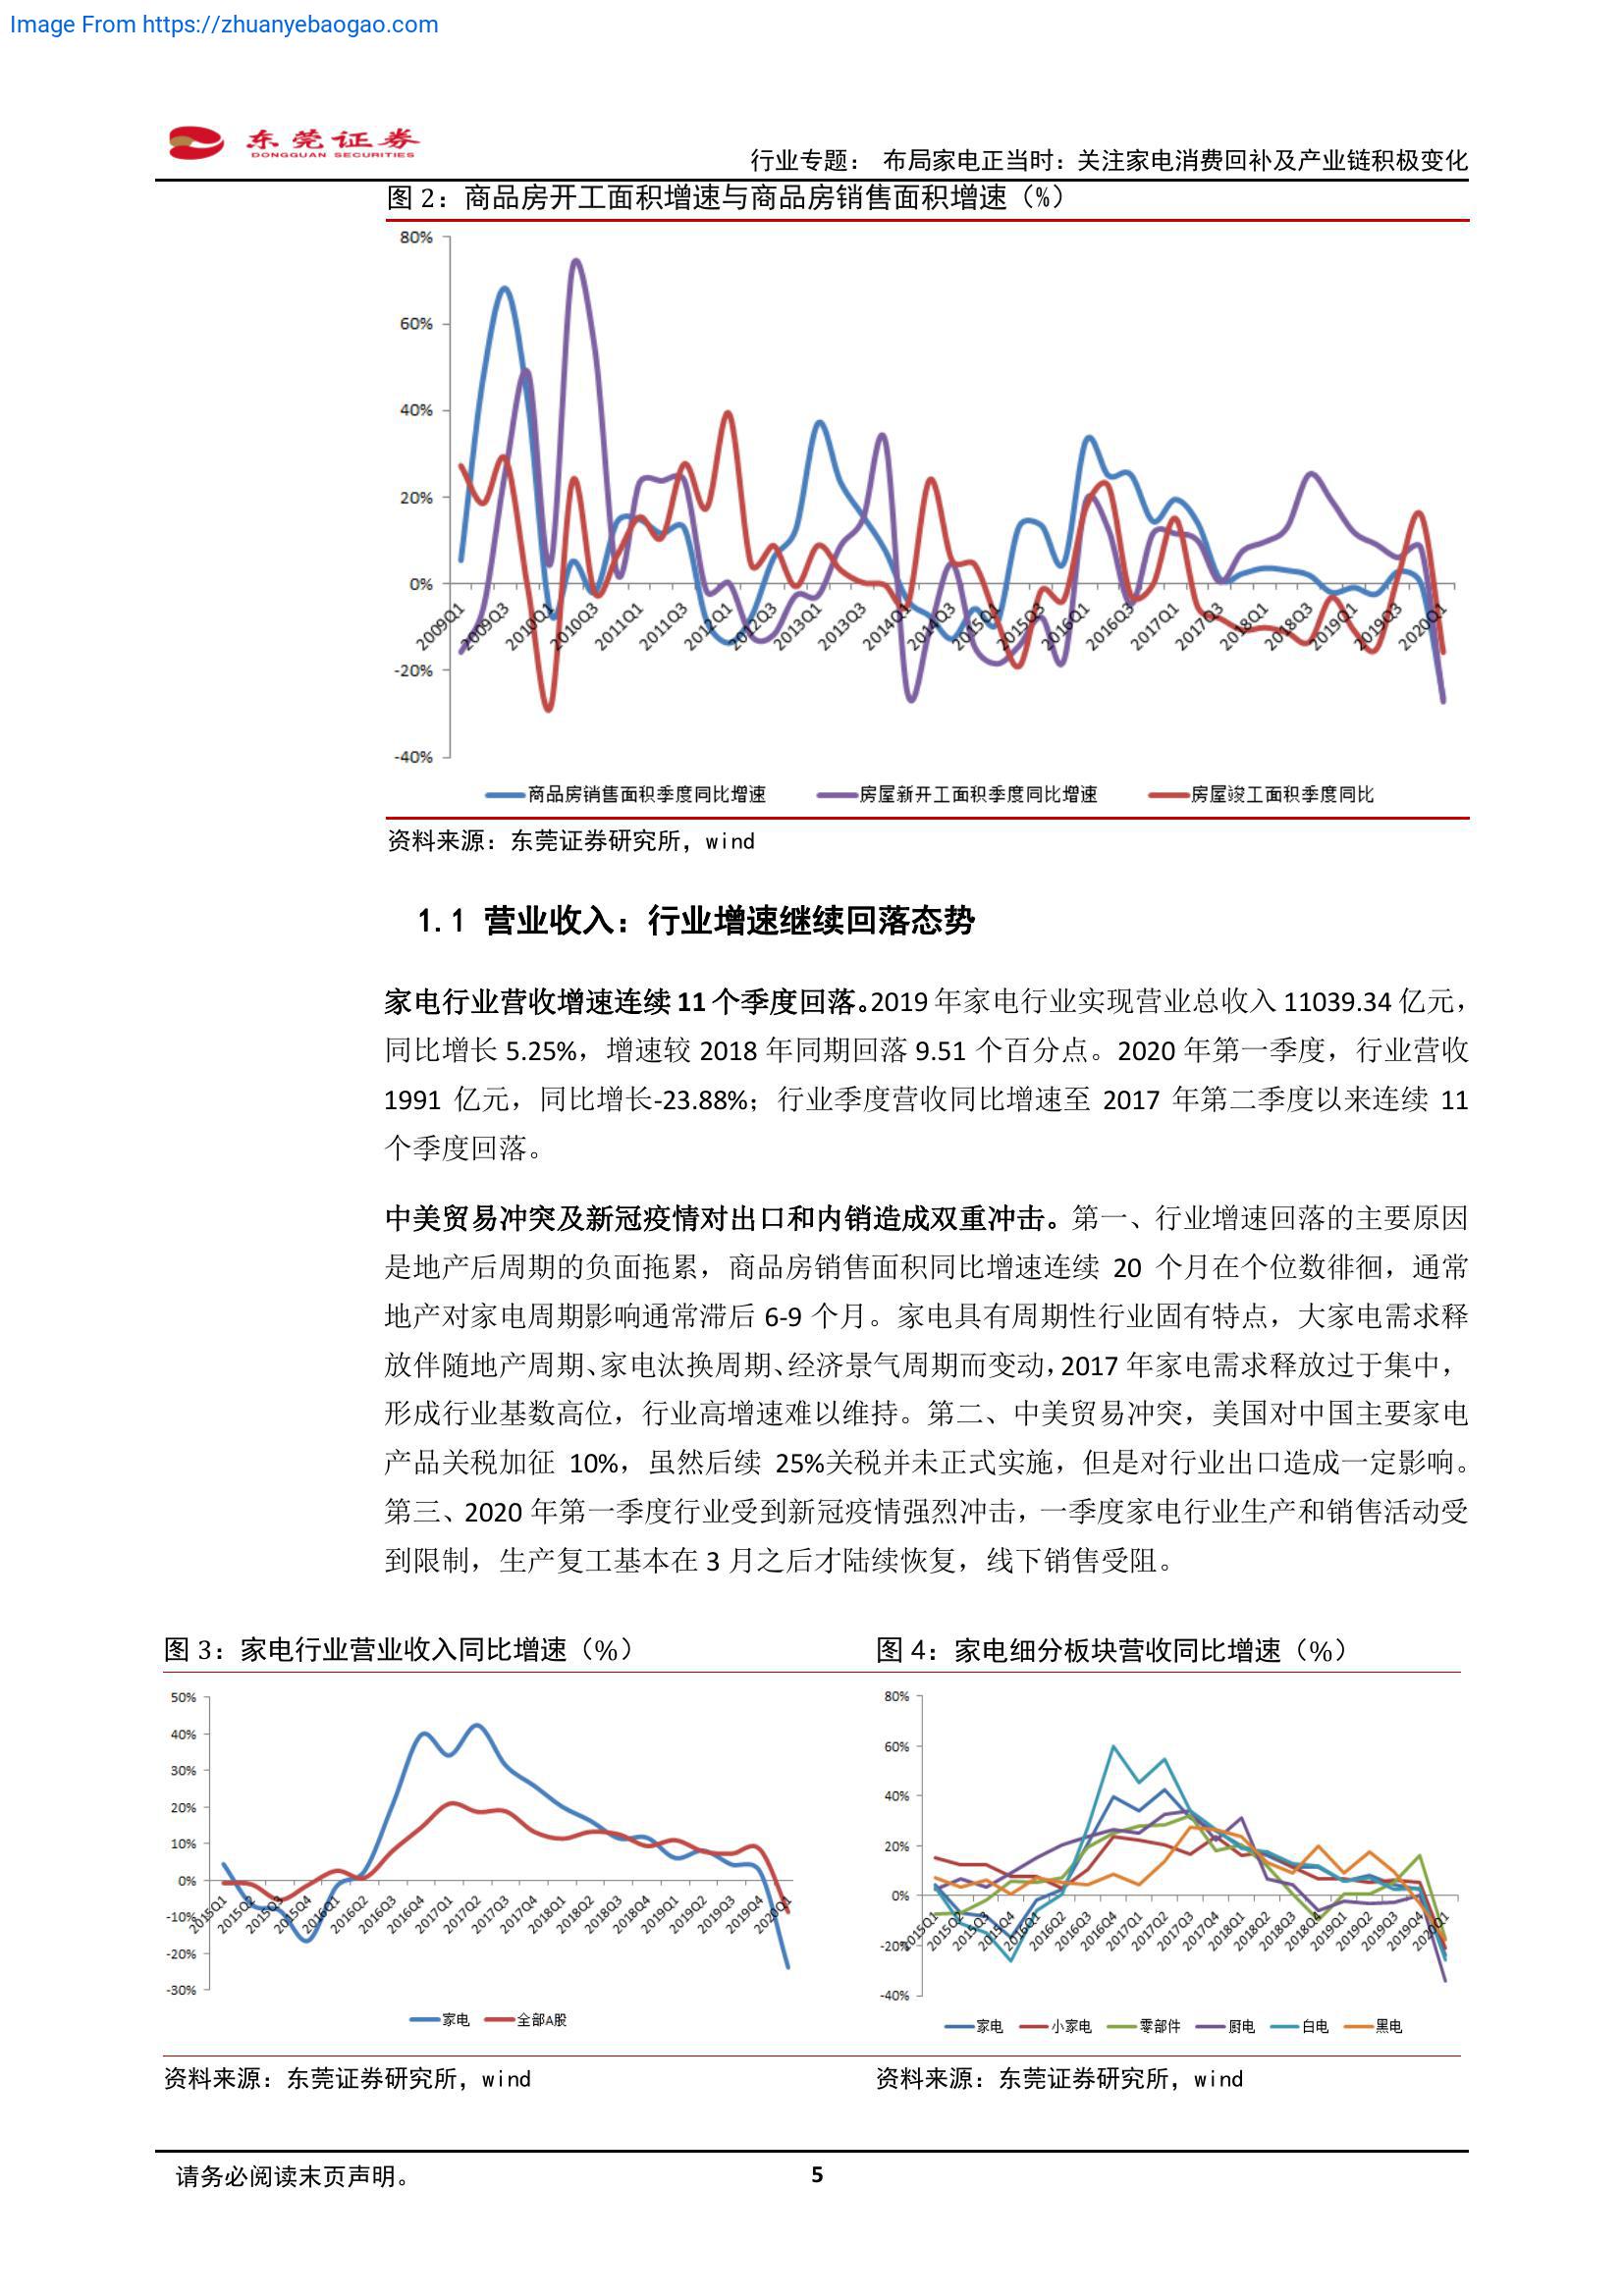 Image From https://zhuanyebaogao.com
东莞证券
DONGGUAN SECURITIES
行业专题： 布局家电正当时：关注家电消费回补及产业链积极变化
图 2：商品房开工面积增速与商品房销售面积增速（%）
80%
60%
40%
20%
0%
-20%
-40%
2009Q1 2009Q3 2010Q1 2010Q3 2011Q1 2011Q3 2012Q1 2012Q3 2013Q1 2013Q3 2014Q1 2014Q3 2015Q1 2015Q3 2016Q1 2016Q3 2017Q1 2017Q3 2018Q1 2018Q3 2019Q1 2019Q3 2020Q1
商品房销售面积季度同比增速 房屋新开工面积季度同比增速 房屋竣工面积季度同比
资料来源：东莞证券研究所，wind
1.1 营业收入：行业增速继续回落态势
家电行业营收增速连续 11 个季度回落。2019 年家电行业实现营业总收入 11039.34 亿元，
同比增长 5.25%，增速较 2018 年同期回落 9.51 个百分点。2020 年第一季度，行业营收
1991 亿元，同比增长-23.88%；行业季度营收同比增速至 2017 年第二季度以来连续 11
个季度回落。
中美贸易冲突及新冠疫情对出口和内销造成双重冲击。第一、行业增速回落的主要原因
是地产后周期的负面拖累，商品房销售面积同比增速连续 20 个月在个位数徘徊，通常
地产对家电周期影响通常滞后 6-9 个月。家电具有周期性行业固有特点，大家电需求释
放伴随地产周期、家电汰换周期、经济景气周期而变动，2017 年家电需求释放过于集中，
形成行业基数高位，行业高增速难以维持。第二、中美贸易冲突，美国对中国主要家电
产品关税加征 10%，虽然后续 25%关税并未正式实施，但是对行业出口造成一定影响。
第三、2020 年第一季度行业受到新冠疫情强烈冲击，一季度家电行业生产和销售活动受
到限制，生产复工基本在 3 月之后才陆续恢复，线下销售受阻。
图 3：家电行业营业收入同比增速（%）
50%
40%
30%
20%
10%
0%
-10%
-20%
-30%
2015Q1 2015Q2 2015Q3 2015Q4 2016Q1 2016Q2 2016Q3 2016Q4 2017Q1 2017Q2 2017Q3 2017Q4 2018Q1 2018Q2 2018Q3 2018Q4 2019Q1 2019Q2 2019Q3 2019Q4 2020Q1
家电 全部A股
资料来源：东莞证券研究所，wind
图 4：家电细分板块营收同比增速（%）
80%
60%
40%
20%
0%
-20%
-40%
2015Q1 2015Q2 2015Q3 2015Q4 2016Q1 2016Q2 2016Q3 2016Q4 2017Q1 2017Q2 2017Q3 2017Q4 2018Q1 2018Q2 2018Q3 2018Q4 2019Q1 2019Q2 2019Q3 2019Q4 2020Q1
家电 小家电 零部件 厨电 白电 黑电
资料来源：东莞证券研究所，wind
请务必阅读末页声明。
5